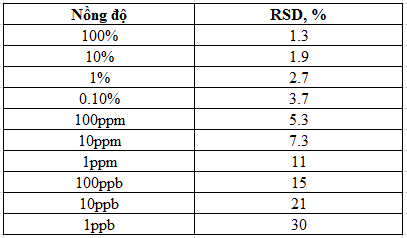 Nồng độ RSD, %
100% 1.3
10% 1.9
1% 2.7
0.10% 3.7
100ppm 5.3
10ppm 7.3
1ppm 11
100ppb 15
10ppb 21
1ppb 30